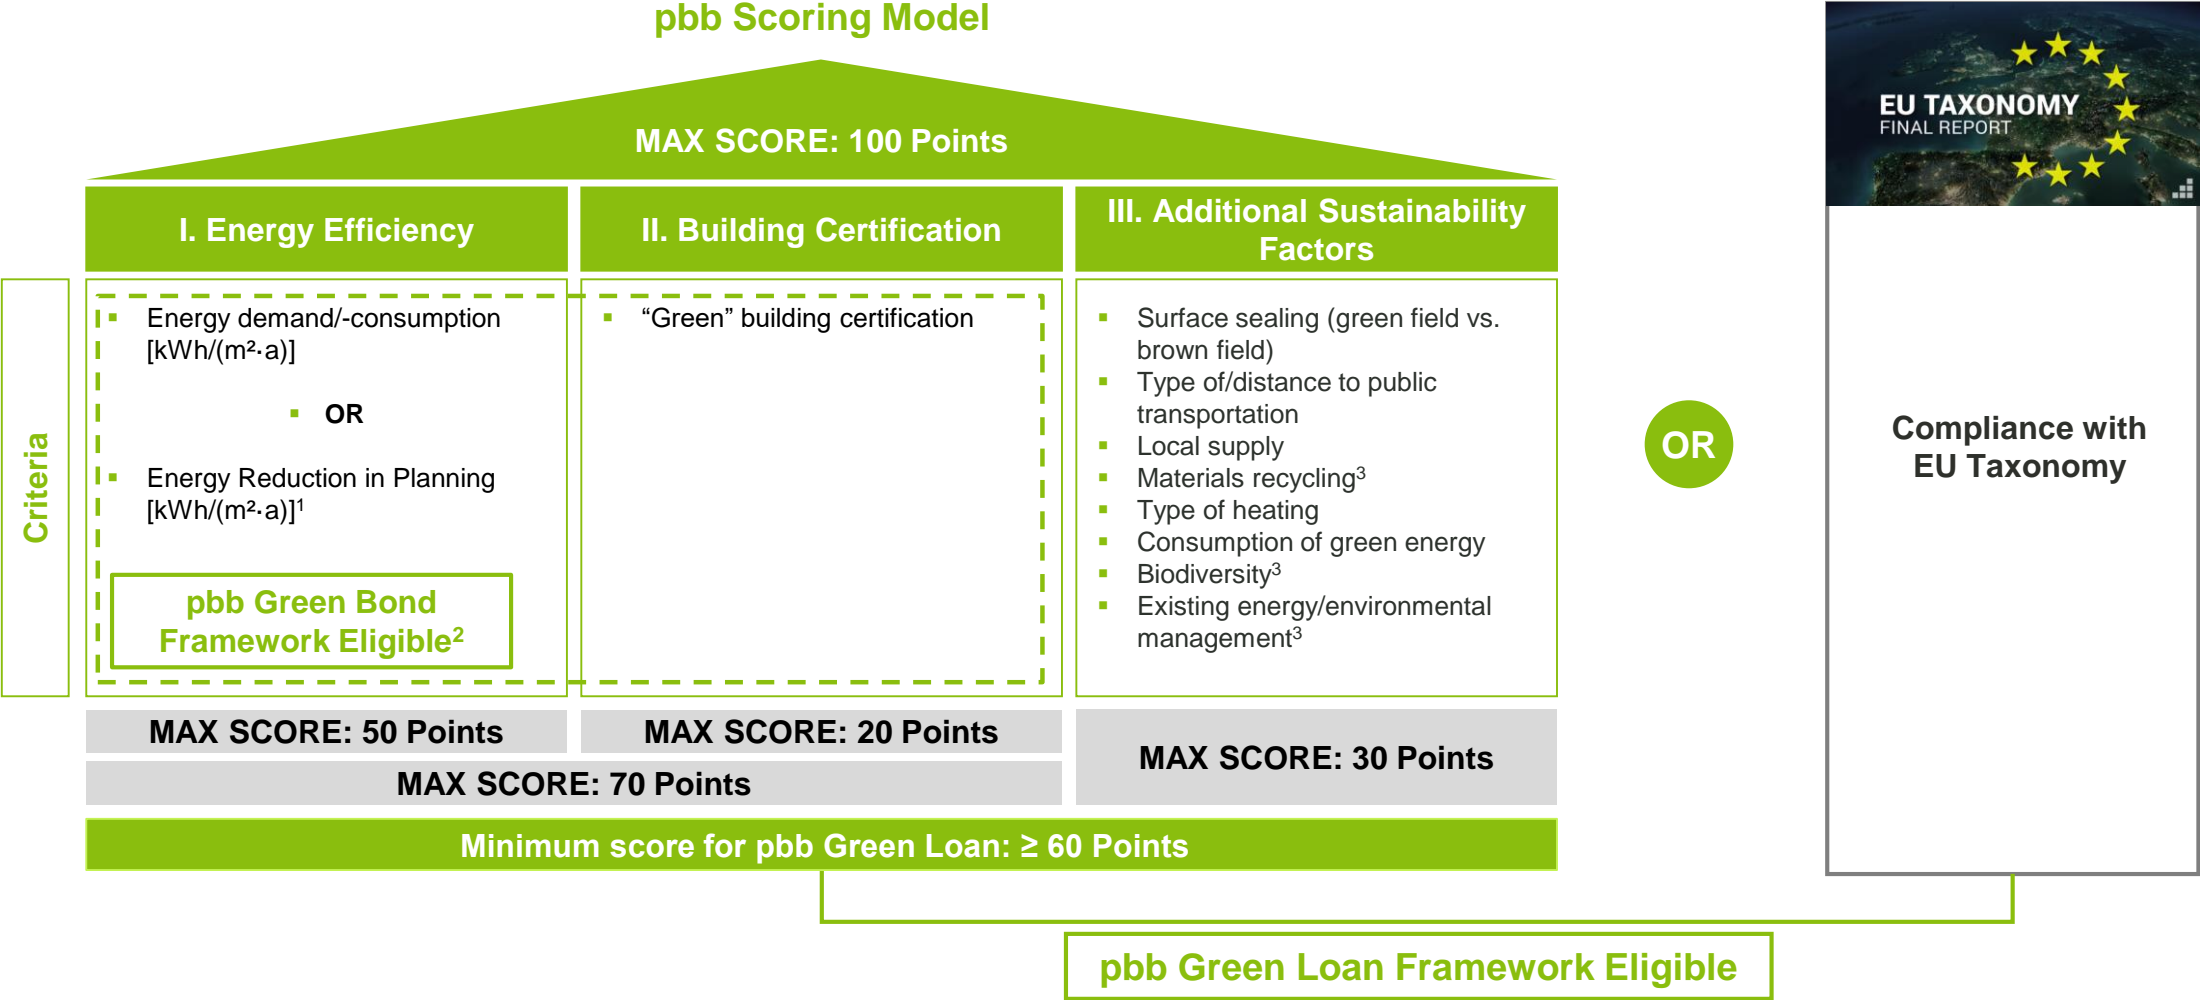 pbb Scoring Model
MAX SCORE: 100 Points
I. Energy Efficiency
II. Building Certification
III. Additional Sustainability
Factors
Criteria
▪ Energy demand/-consumption
[kWh/(m²·a)]
▪ OR
▪ Energy Reduction in Planning
[kWh/(m²·a)]¹
pbb Green Bond
Framework Eligible²
▪ “Green” building certification
▪ Surface sealing (green field vs.
brown field)
▪ Type of/distance to public
transportation
▪ Local supply
▪ Materials recycling³
▪ Type of heating
▪ Consumption of green energy
▪ Biodiversity³
▪ Existing energy/environmental
management³
MAX SCORE: 50 Points
MAX SCORE: 20 Points
MAX SCORE: 70 Points
MAX SCORE: 30 Points
Minimum score for pbb Green Loan: ≥ 60 Points
OR
EU TAXONOMY
FINAL REPORT
Compliance with
EU Taxonomy
pbb Green Loan Framework Eligible